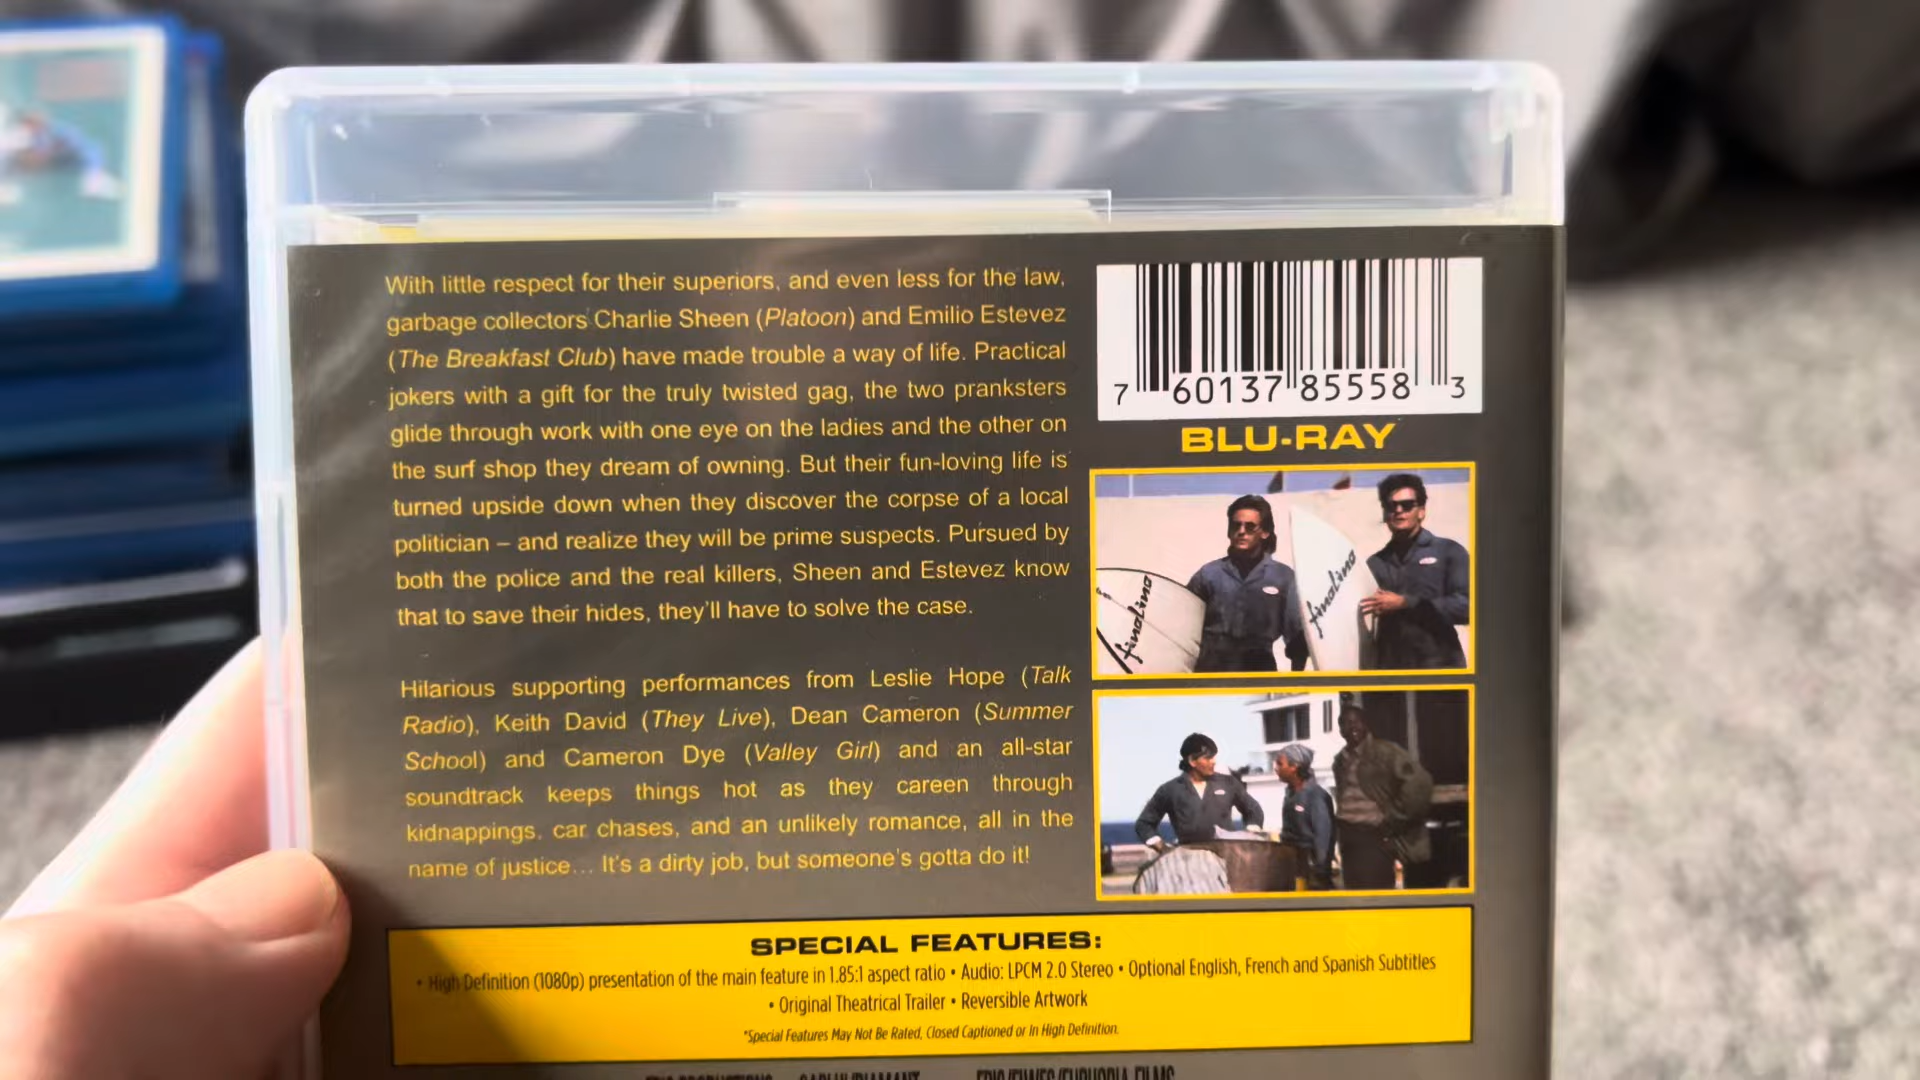 With little respect for their superiors, and even less for the law,
garbage collectors Charlie Sheen (Platoon) and Emilio Estevez
(The Breakfast Club) have made trouble a way of life. Practical
jokers with a gift for the truly twisted gag, the two pranksters
glide through work with one eye on the ladies and the other on
the surf shop they dream of owning. But their fun-loving life is
turned upside down when they discover the corpse of a local
politician – and realize they will be prime suspects. Pursued by
both the police and the real killers, Sheen and Estevez know
that to save their hides, they'll have to solve the case.
Hilarious supporting performances from Leslie Hope (Talk
Radio), Keith David (They Live), Dean Cameron (Summer
School) and Cameron Dye (Valley Girl) and an all-star
soundtrack keeps things hot as they careen through
kidnappings, car chases, and an unlikely romance, all in the
name of justice... It's a dirty job, but someone's gotta do it!
7 60137 85558 3
BLU-RAY
SPECIAL FEATURES:
• High Definition (1080p) presentation of the main feature in 1.85:1 aspect ratio • Audio: LPCM 2.0 Stereo • Optional English, French and Spanish Subtitles
• Original Theatrical Trailer • Reversible Artwork
*Special Features May Not Be Rated, Closed Captioned or In High Definition.